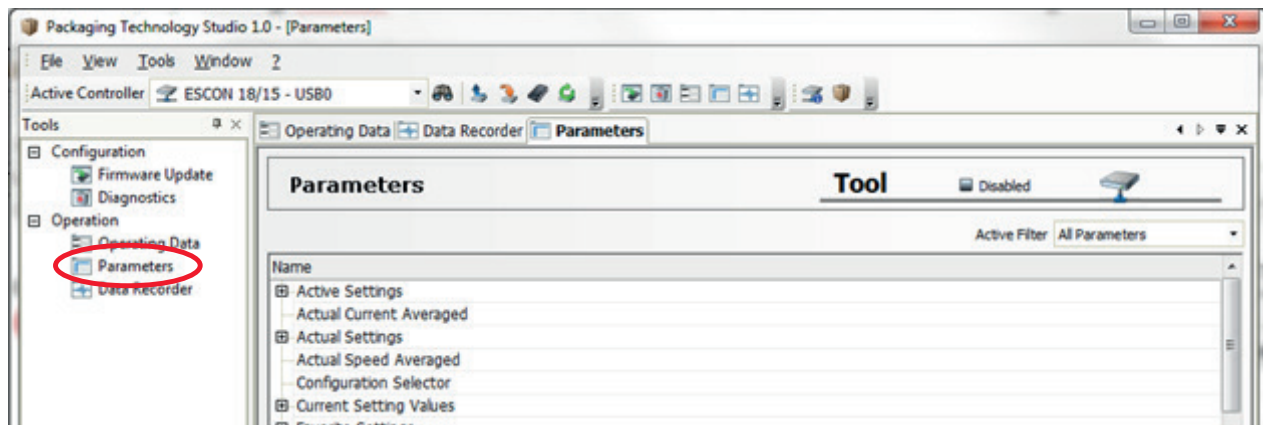 Packaging Technology Studio 1.0 - [Parameters]
File View Tools Window ?
Active Controller ESCON 18/15 - USB0
Tools
Operating Data Data Recorder Parameters
Configuration
Firmware Update
Diagnostics
Operation
Operating Data
Parameters
Data Recorder
Parameters Tool Disabled
Active Filter All Parameters
Name
Active Settings
Actual Current Averaged
Actual Settings
Actual Speed Averaged
Configuration Selector
Current Setting Values